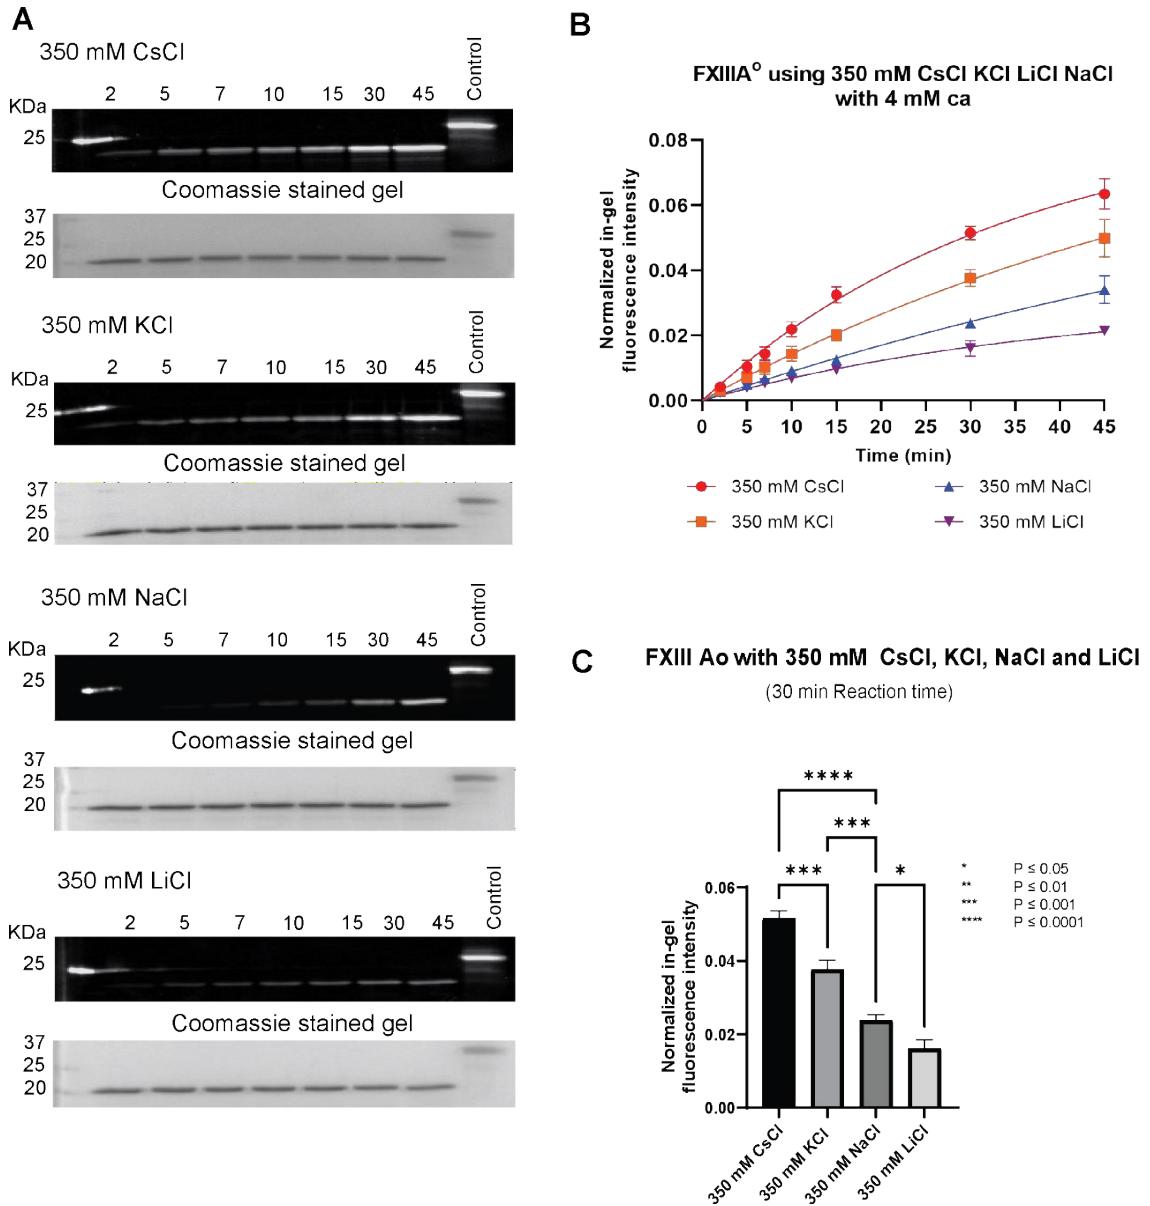 A
350 mM CsCl
2 5 7 10 15 30 45 Control
KDa
25
Coomassie stained gel
37
25
20
350 mM KCl
2 5 7 10 15 30 45 Control
KDa
25
Coomassie stained gel
37
25
20
350 mM NaCl
2 5 7 10 15 30 45 Control
KDa
25
Coomassie stained gel
37
25
20
350 mM LiCl
2 5 7 10 15 30 45 Control
KDa
25
Coomassie stained gel
37
25
20
B
FXIIIA° using 350 mM CsCl KCl LiCl NaCl
with 4 mM ca
Normalized in-gel
fluorescence intensity
0.08
0.06
0.04
0.02
0.00
0 5 10 15 20 25 30 35 40 45
Time (min)
350 mM CsCl 350 mM NaCl
350 mM KCl 350 mM LiCl
C
FXIII Ao with 350 mM CsCl, KCl, NaCl and LiCl
(30 min Reaction time)
****
***
*** *
* P ≤ 0.05
** P ≤ 0.01
*** P ≤ 0.001
**** P ≤ 0.0001
Normalized in-gel
fluorescence intensity
0.06
0.04
0.02
0.00
350 mM CsCl
350 mM KCl
350 mM NaCl
350 mM LiCl